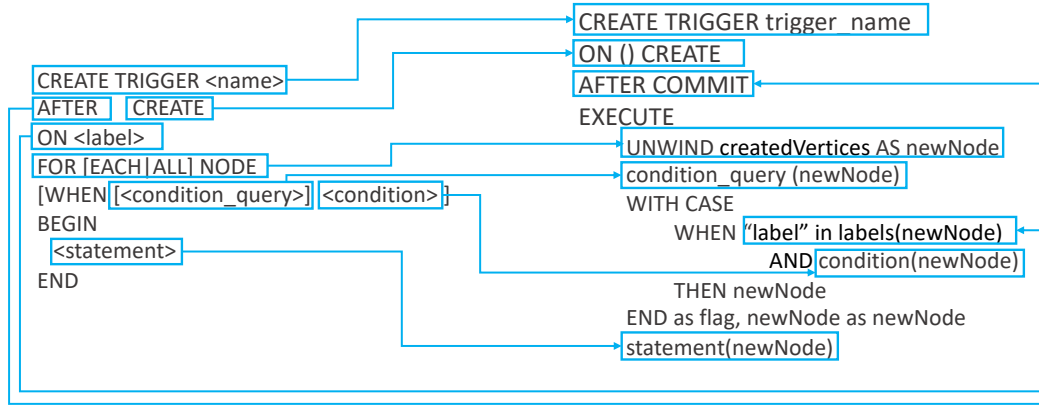 CREATE TRIGGER <name>
AFTER CREATE
ON <label>
FOR [EACH|ALL] NODE
[WHEN [<condition_query>] <condition> ]
BEGIN
<statement>
END
CREATE TRIGGER trigger_name
ON () CREATE
AFTER COMMIT
EXECUTE
UNWIND createdVertices AS newNode
condition_query (newNode)
WITH CASE
WHEN “label” in labels(newNode)
AND condition(newNode)
THEN newNode
END as flag, newNode as newNode
statement(newNode)